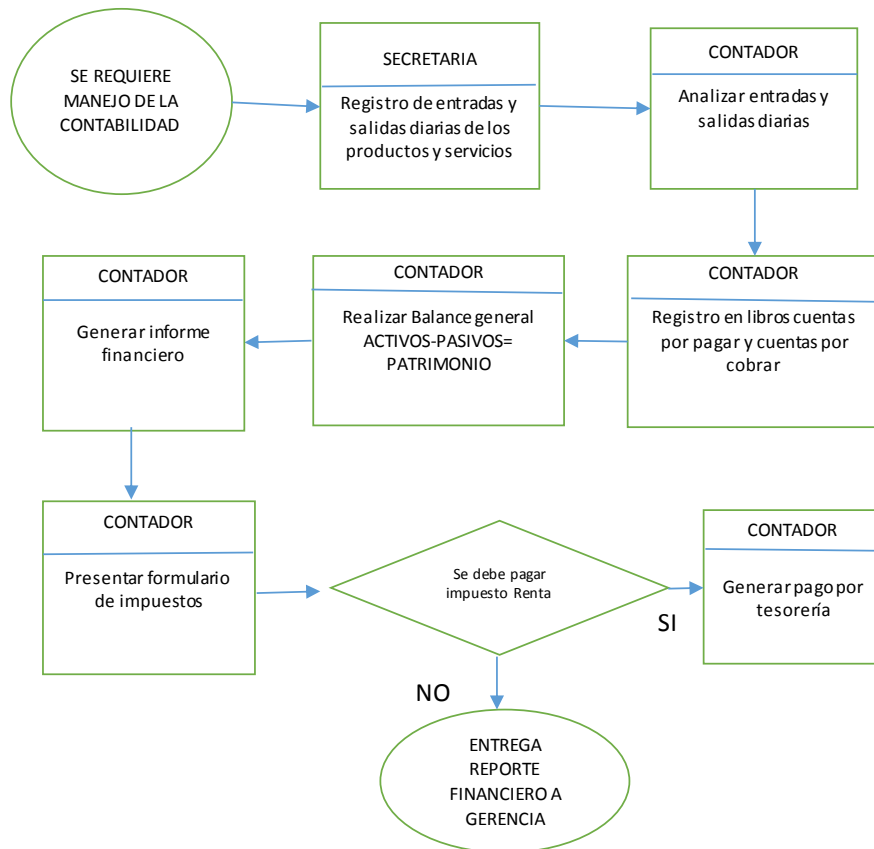 SE REQUIERE
MANEJO DE LA
CONTABILIDAD
SECRETARIA
Registro de entradas y
salidas diarias de los
productos y servicios
CONTADOR
Analizar entradas y
salidas diarias
CONTADOR
Registro en libros cuentas
por pagar y cuentas por
cobrar
CONTADOR
Realizar Balance general
ACTIVOS-PASIVOS=
PATRIMONIO
CONTADOR
Generar informe
financiero
CONTADOR
Presentar formulario
de impuestos
Se debe pagar
impuesto Renta
SI
CONTADOR
Generar pago por
tesorería
NO
ENTREGA
REPORTE
FINANCIERO A
GERENCIA